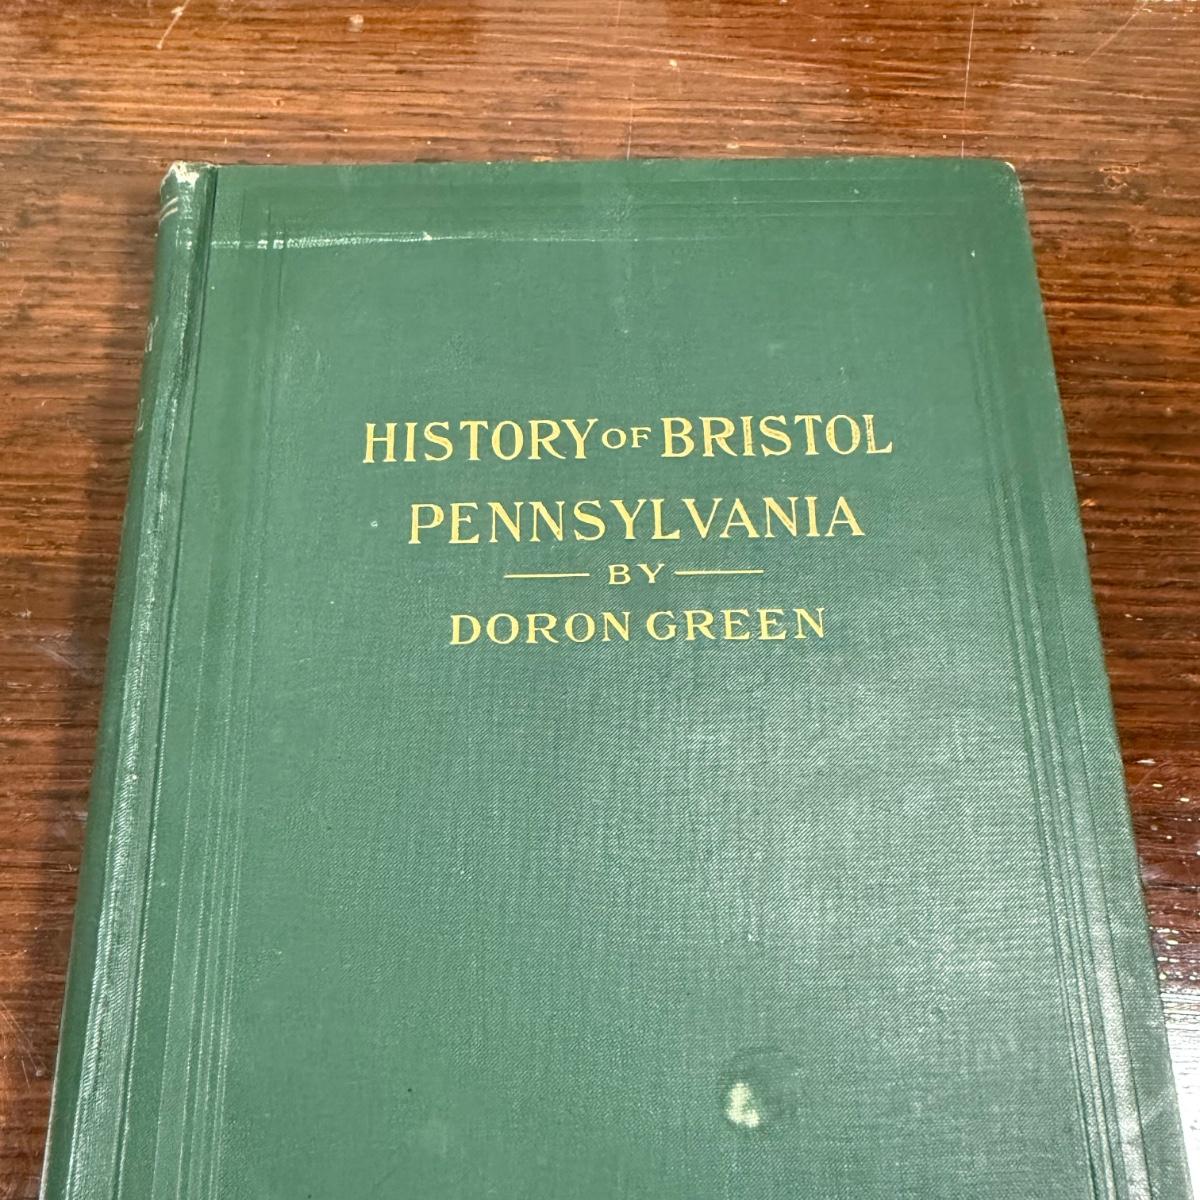 HISTORY OF BRISTOL
PENNSYLVANIA
BY
DORON GREEN